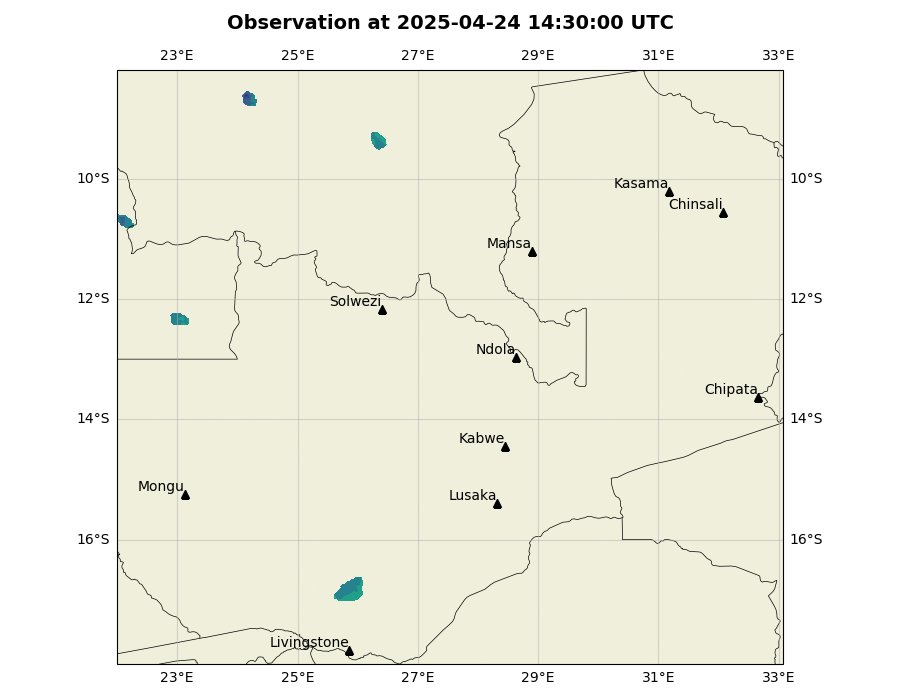 Observation at 2025-04-24 14:30:00 UTC
23°E 25°E 27°E 29°E 31°E 33°E
10°S 10°S
Kasama
Chinsali
Mansa
12°S 12°S
Solwezi
Ndola
Chipata
14°S 14°S
Kabwe
Mongu
Lusaka
16°S 16°S
Livingstone
23°E 25°E 27°E 29°E 31°E 33°E